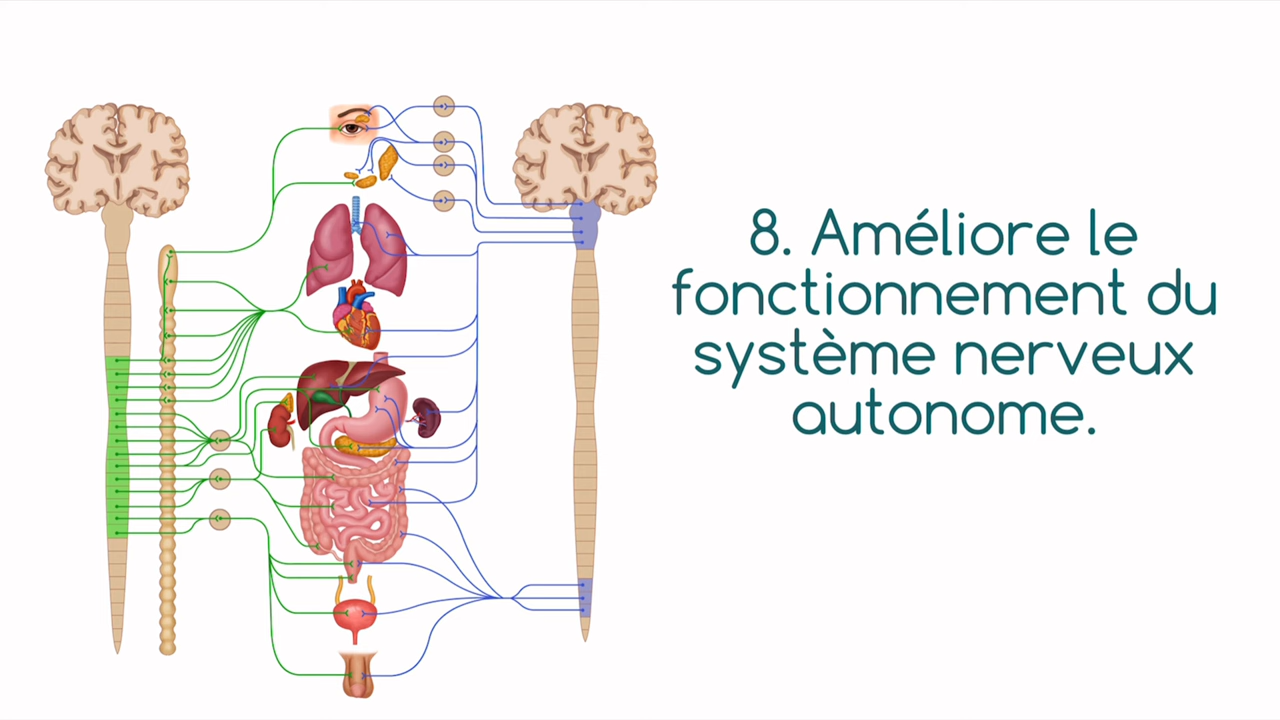 8. Améliore le
fonctionnement du
système nerveux
autonome.